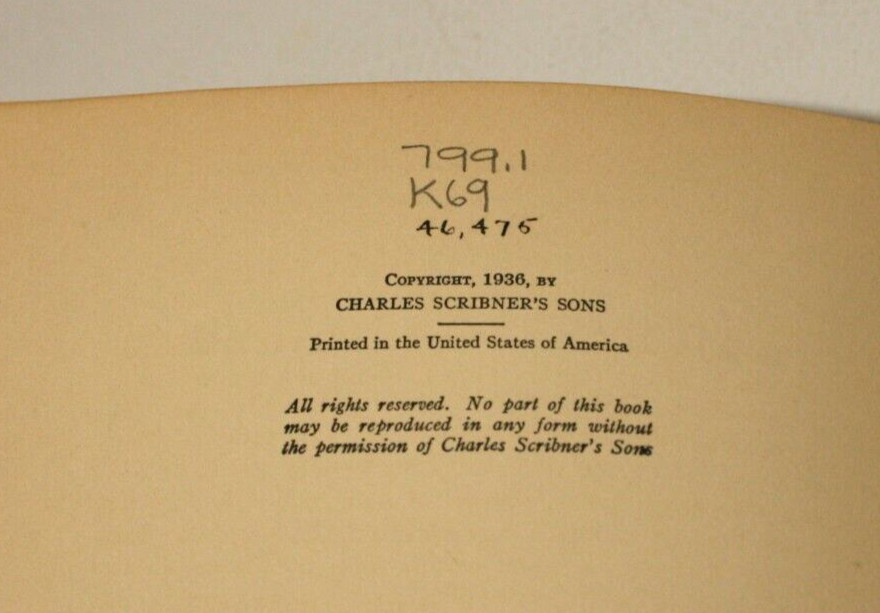 799.1
K69
46,475
Copyright, 1936, by
CHARLES SCRIBNER'S SONS
Printed in the United States of America
All rights reserved. No part of this book
may be reproduced in any form without
the permission of Charles Scribner's Sons